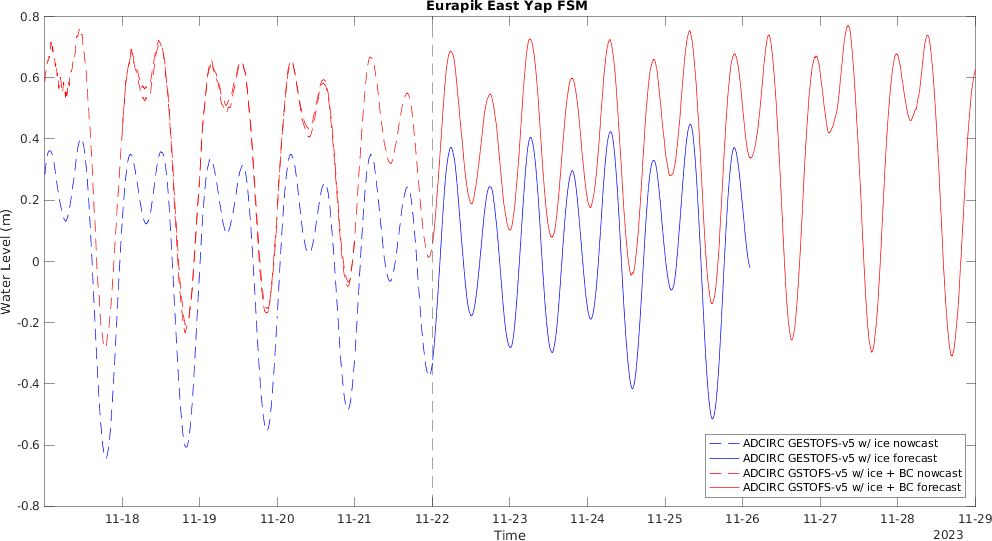 Eurapik East Yap FSM
0.8
0.6
0.4
0.2
0
-0.2
-0.4
-0.6
-0.8
Water Level (m)
11-18 11-19 11-20 11-21 11-22 11-23 11-24 11-25 11-26 11-27 11-28 11-29
Time
2023
ADCIRC GESTOFS-v5 w/ ice nowcast
ADCIRC GESTOFS-v5 w/ ice forecast
ADCIRC GSTOFS-v5 w/ ice + BC nowcast
ADCIRC GSTOFS-v5 w/ ice + BC forecast